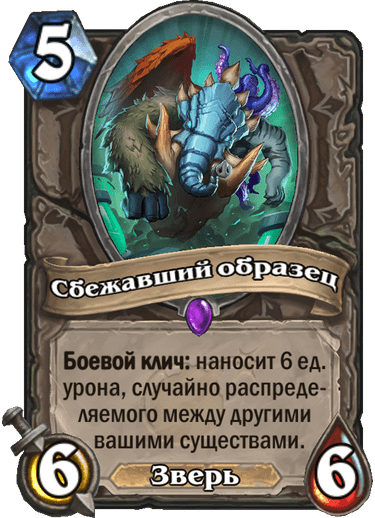 5
Сбежавший образец
Боевой клич: наносит 6 ед.
урона, случайно распреде-
ляемого между другими
вашими существами.
6
Зверь
6